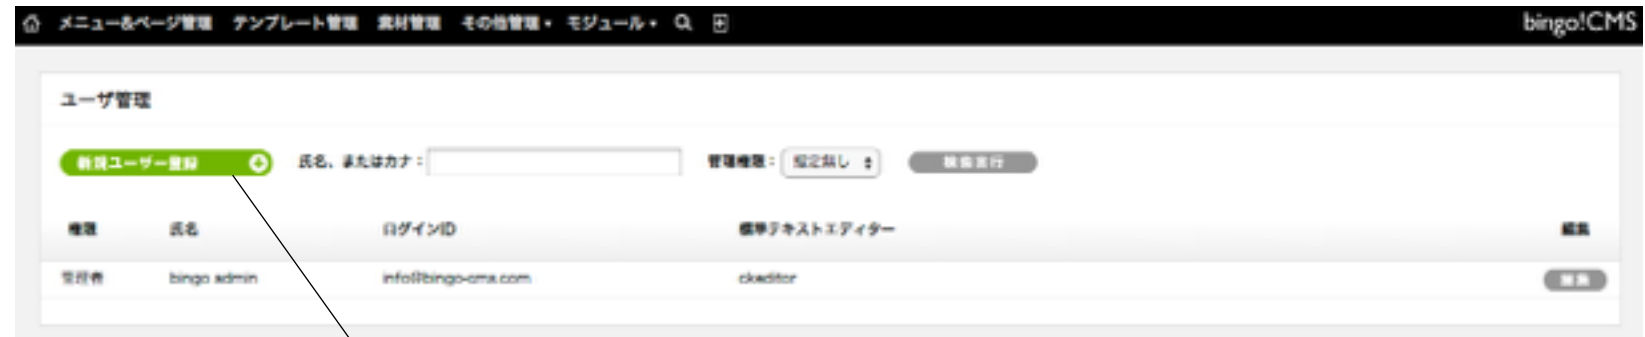 メニュー&ページ管理 テンプレート管理 素材管理 その他管理 モジュール bingo!CMS
ユーザ管理
新規ユーザー登録 氏名、またはカナ： 管理権限： 指定無し 検索実行
権限 氏名 ログインID 標準テキストエディター 編集
管理者 bingo admin info@bingo-cms.com ckeditor 編集